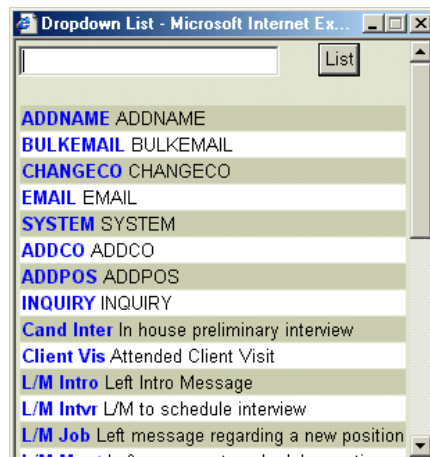 Dropdown List - Microsoft Internet Ex...
List
ADDNAME ADDNAME
BULKEMAIL BULKEMAIL
CHANGECO CHANGECO
EMAIL EMAIL
SYSTEM SYSTEM
ADDCO ADDCO
ADDPOS ADDPOS
INQUIRY INQUIRY
Cand Inter In house preliminary interview
Client Vis Attended Client Visit
L/M Intro Left Intro Message
L/M Intvr L/M to schedule interview
L/M Job Left message regarding a new position